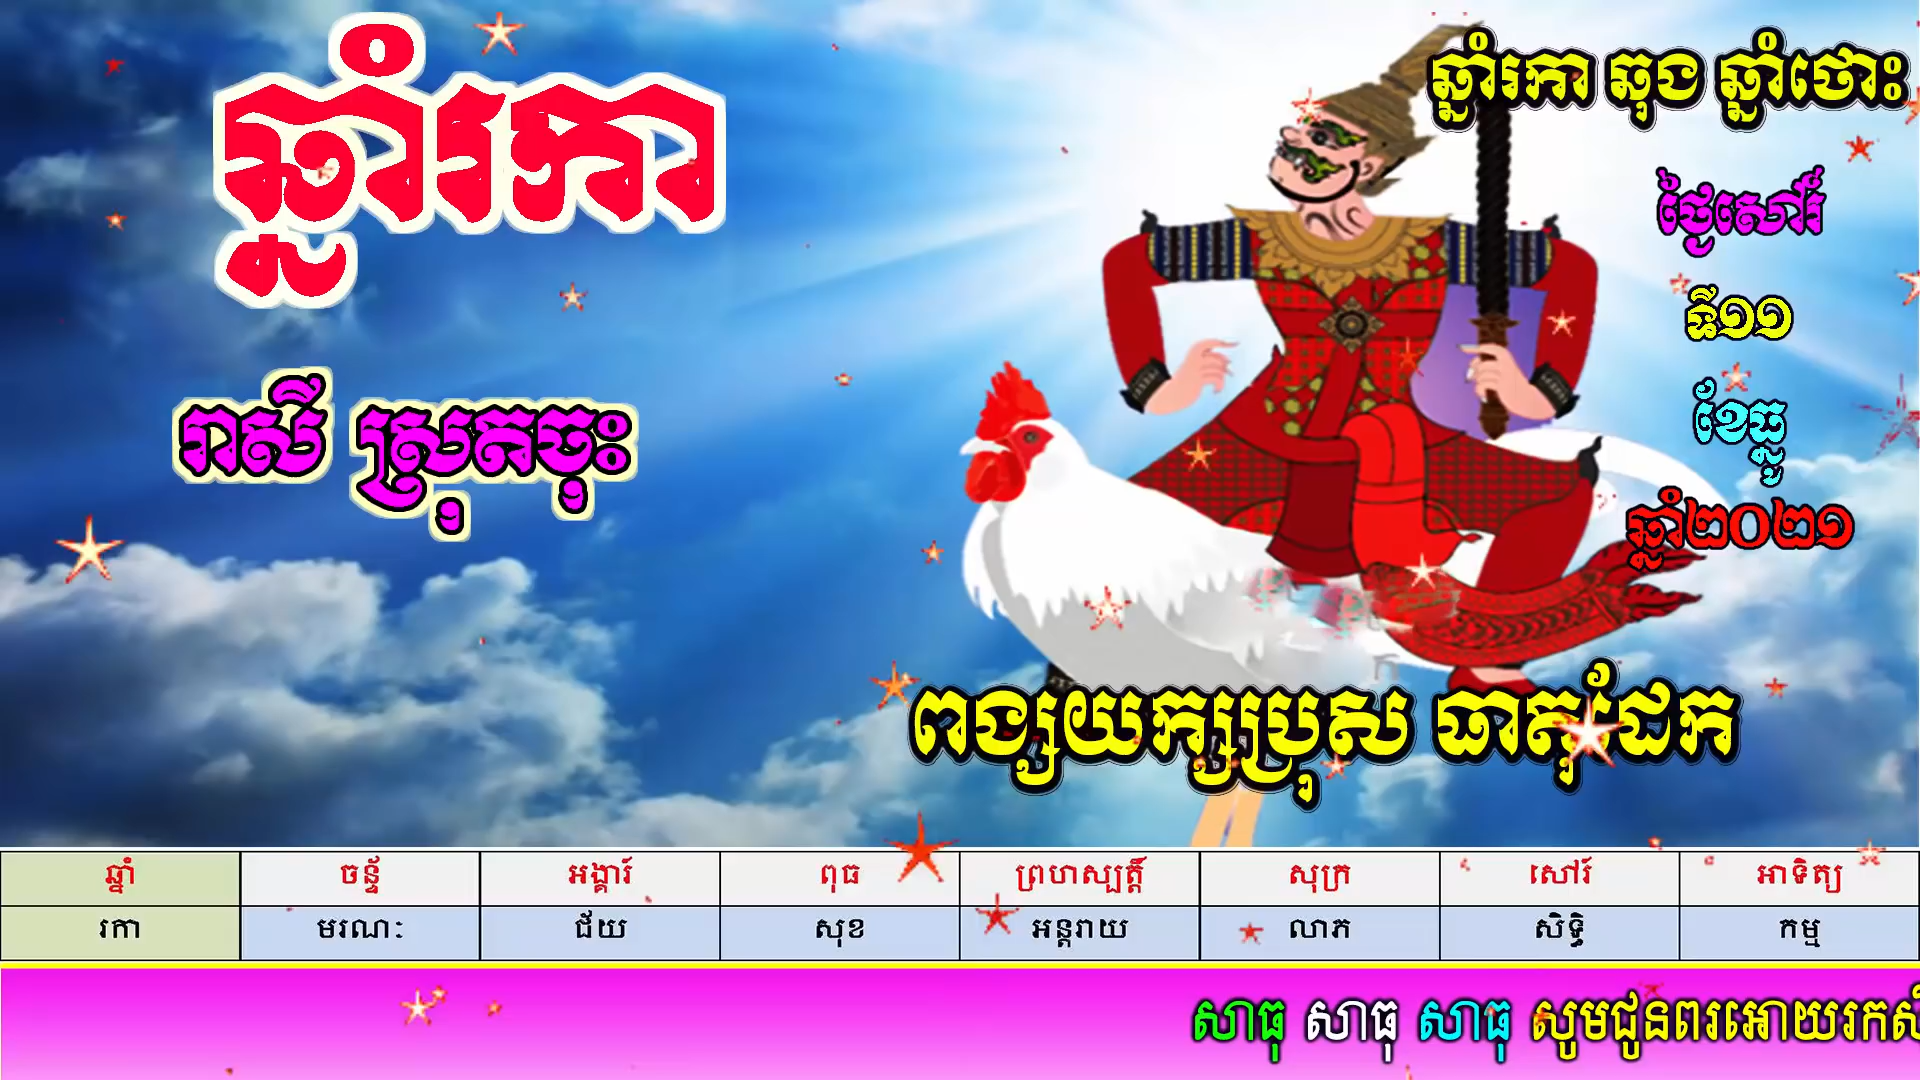 ឆ្នាំរកា
ឆ្នាំរកា ឆុង ឆ្នាំថោះ
ថ្ងៃសៅរ៍
ទី១១
ខែធ្នូ
ឆ្នាំ២០២១
រាសី ស្រុតចុះ
ពង្សយក្សប្រុស ធាតុដែក
ឆ្នាំ ចន្ទ័ អង្គារ៍ ពុធ ព្រហស្បត្តិ៍ សុក្រ សៅរ៍ អាទិត្យ
រកា មរណៈ ជ័យ សុខ អន្តរាយ លាភ សិទ្ធិ កម្ម
សាធុ សាធុ សាធុ សូមជូនពរអោយរកស